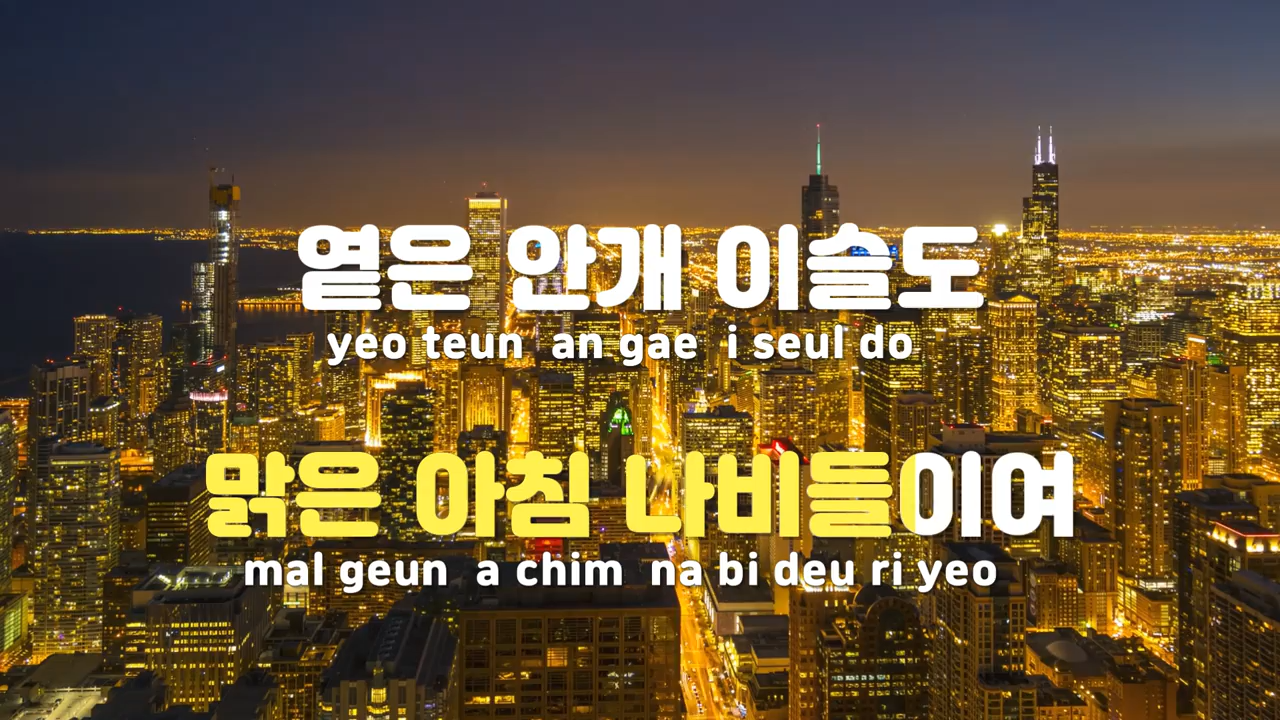 옅은 안개 이슬도
yeo teun an gae i seul do
맑은 아침 나비들이여
mal geun a chim na bi deu ri yeo